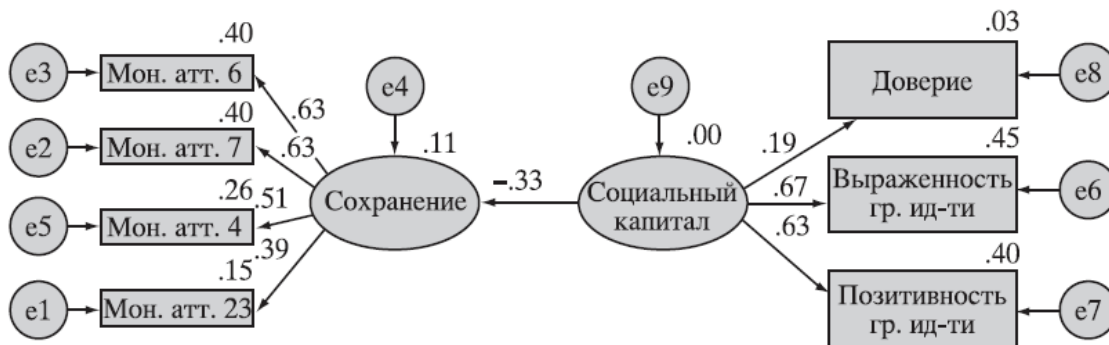 .40
.03
e3
Мон. атт. 6
e4
e9
Доверие
e8
.63
.40
e2
Мон. атт. 7
.63
.11
.00
.19
.45
–.33
Сохранение
Социальный
капитал
.67
Выраженность
гр. ид-ти
e6
.26
.51
e5
Мон. атт. 4
.63
.39
.15
.40
e1
Мон. атт. 23
Позитивность
гр. ид-ти
e7